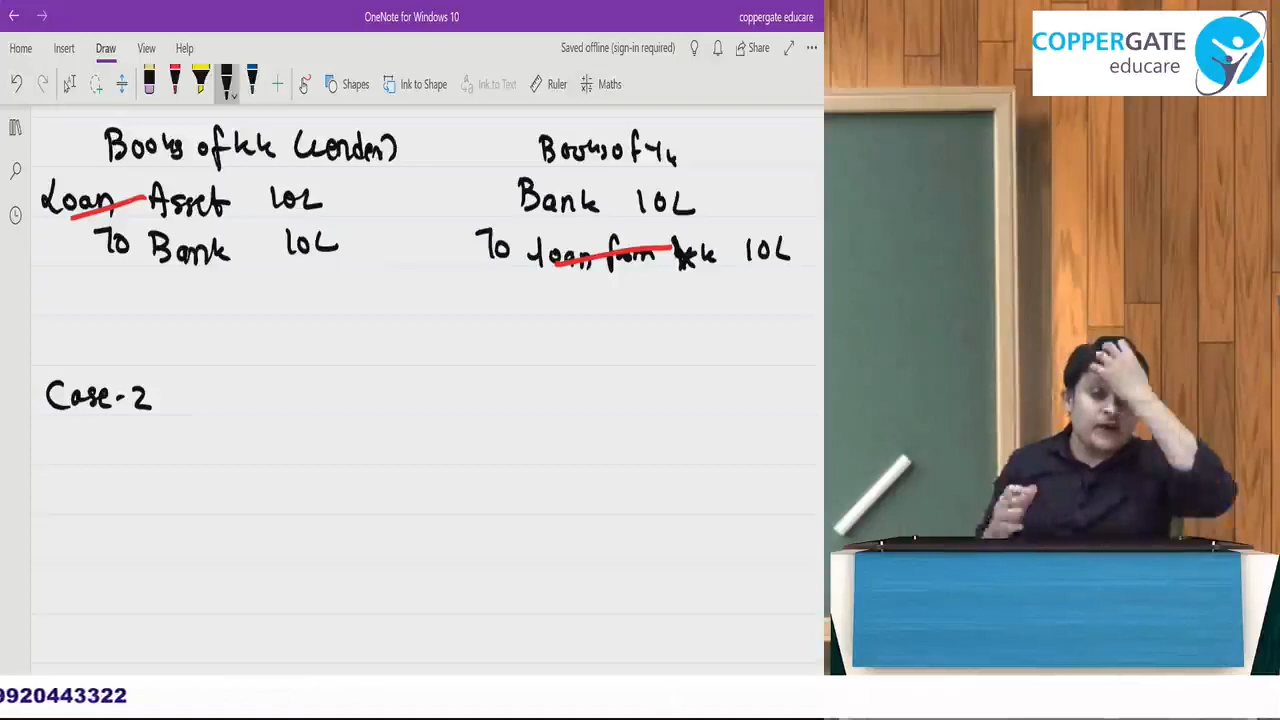 OneNote for Windows 10
coppergate educare
Home Insert Draw View Help
Saved offline (sign-in required)
Share
Shapes
Ink to Shape
Ink to Text
Ruler
Maths
COPPERGATE
educare
Books of kk
Books of Yk
Loan Asset 10L
Bank 10L
To Bank 10L
To loan from kk 10L
Case-2
9920443322